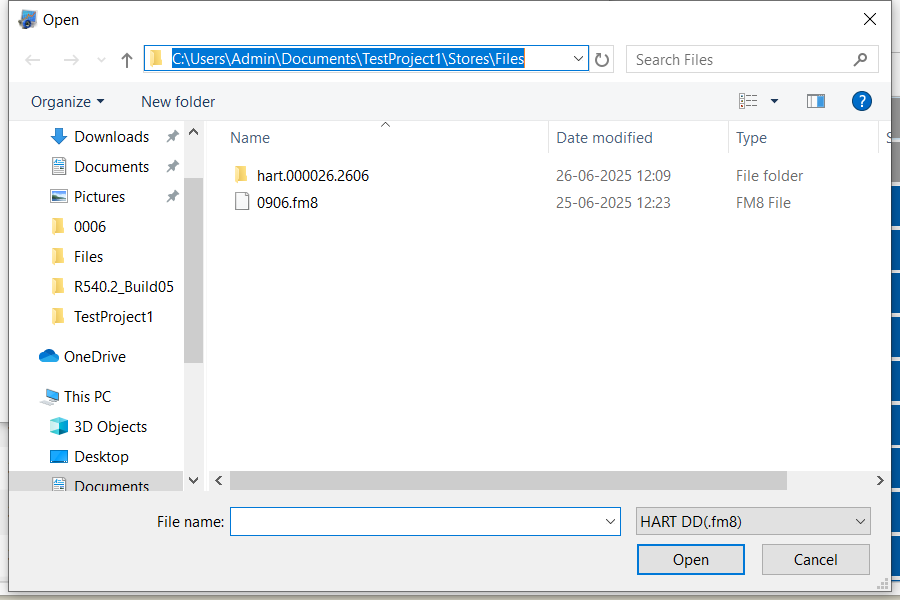 Open
C:\Users\Admin\Documents\TestProject1\Stores\Files
Search Files
Organize
New folder
?
Downloads
Documents
Pictures
0006
Files
R540.2_Build05
TestProject1
OneDrive
This PC
3D Objects
Desktop
Documents
Name
Date modified
Type
hart.000026.2606
26-06-2025 12:09
File folder
0906.fm8
25-06-2025 12:23
FM8 File
File name:
HART DD(.fm8)
Open
Cancel